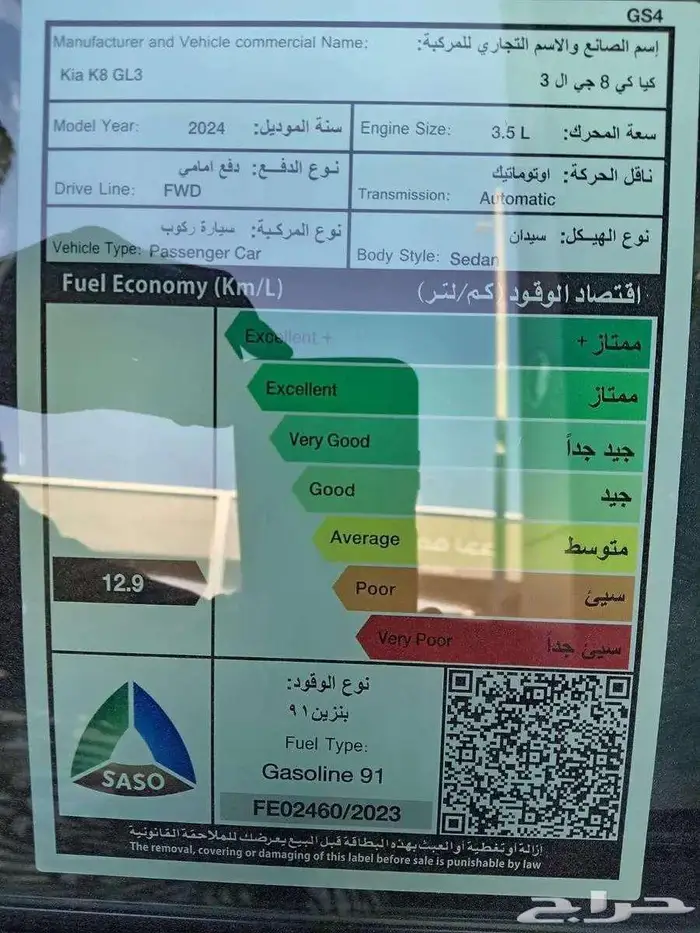 GS4
Manufacturer and Vehicle commercial Name: إسم الصانع والاسم التجاري للمركبة:
Kia K8 GL3 كيا كي 8 جي ال 3
Model Year: 2024 سنة الموديل:
Engine Size: 3.5 L سعة المحرك:
نوع الدفع: دفع امامي
Drive Line: FWD
ناقل الحركة: اوتوماتيك
Transmission: Automatic
نوع المركبة: سيارة ركوب
Vehicle Type: Passenger Car
نوع الهيكل: سيدان
Body Style: Sedan
Fuel Economy (Km/L) اقتصاد الوقود (كم/لتر)
Excellent + ممتاز +
Excellent ممتاز
Very Good جيد جداً
Good جيد
Average متوسط
Poor سيئ
12.9
Very Poor سيئ جداً
نوع الوقود:
بنزين ٩١
Fuel Type:
Gasoline 91
FE02460/2023
SASO
إزالة أو تغطية أو العبث بهذه البطاقة قبل البيع يعرضك للملاحقة القانونية
The removal, covering or damaging of this label before sale is punishable by law
حراج